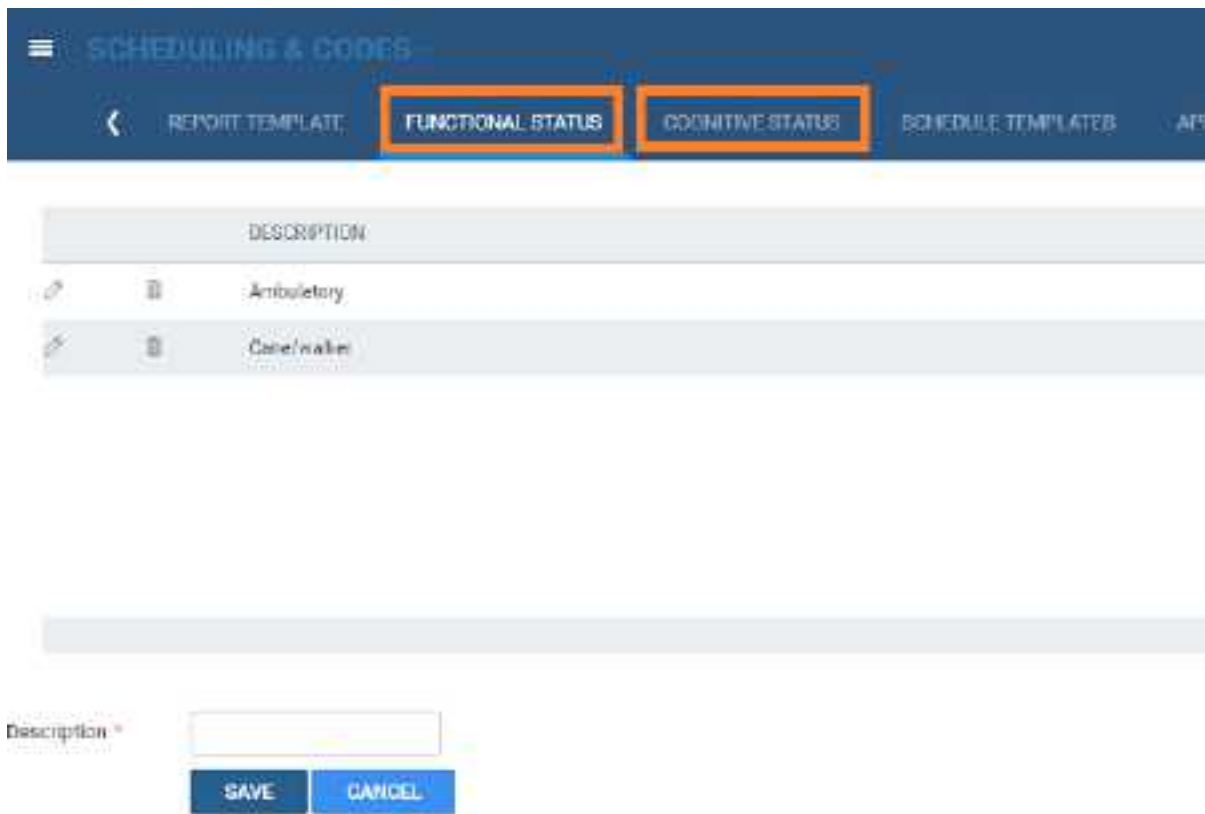 SCHEDULING & CODES
REPORT TEMPLATE FUNCTIONAL STATUS COGNITIVE STATUS SCHEDULE TEMPLATES
DESCRIPTION
Ambuletory
Cane/walker
Description *
SAVE CANCEL